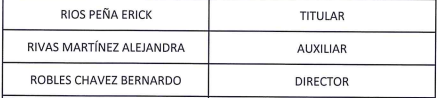 RIOS PEÑA ERICK TITULAR
RIVAS MARTÍNEZ ALEJANDRA AUXILIAR
ROBLES CHAVEZ BERNARDO DIRECTOR